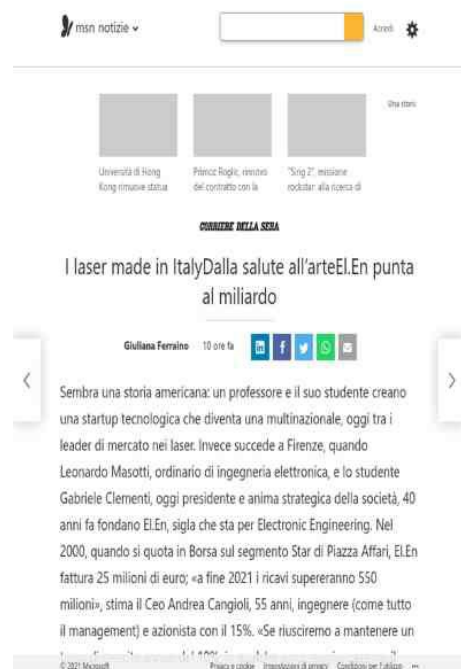 msn notizie
Accedi
Una storia
Università di Hong
Kong rimuove statua
Primoz Roglic, rinnovo
del contratto con la
"Sing 2", missione
rockstar: alla ricerca di
CORRIERE DELLA SERA
I laser made in ItalyDalla salute all'arteEl.En punta
al miliardo
Giuliana Ferraino 10 ore fa
Sembra una storia americana: un professore e il suo studente creano
una startup tecnologica che diventa una multinazionale, oggi tra i
leader di mercato nei laser. Invece succede a Firenze, quando
Leonardo Masotti, ordinario di ingegneria elettronica, e lo studente
Gabriele Clementi, oggi presidente e anima strategica della società, 40
anni fa fondano El.En, sigla che sta per Electronic Engineering. Nel
2000, quando si quota in Borsa sul segmento Star di Piazza Affari, El.En
fattura 25 milioni di euro; «a fine 2021 i ricavi supereranno 550
milioni», stima il Ceo Andrea Cangioli, 55 anni, ingegnere (come tutto
il management) e azionista con il 15%. «Se riusciremo a mantenere un
© 2021 Microsoft Privacy e cookie Impostazioni di privacy Condizioni per l'utilizzo